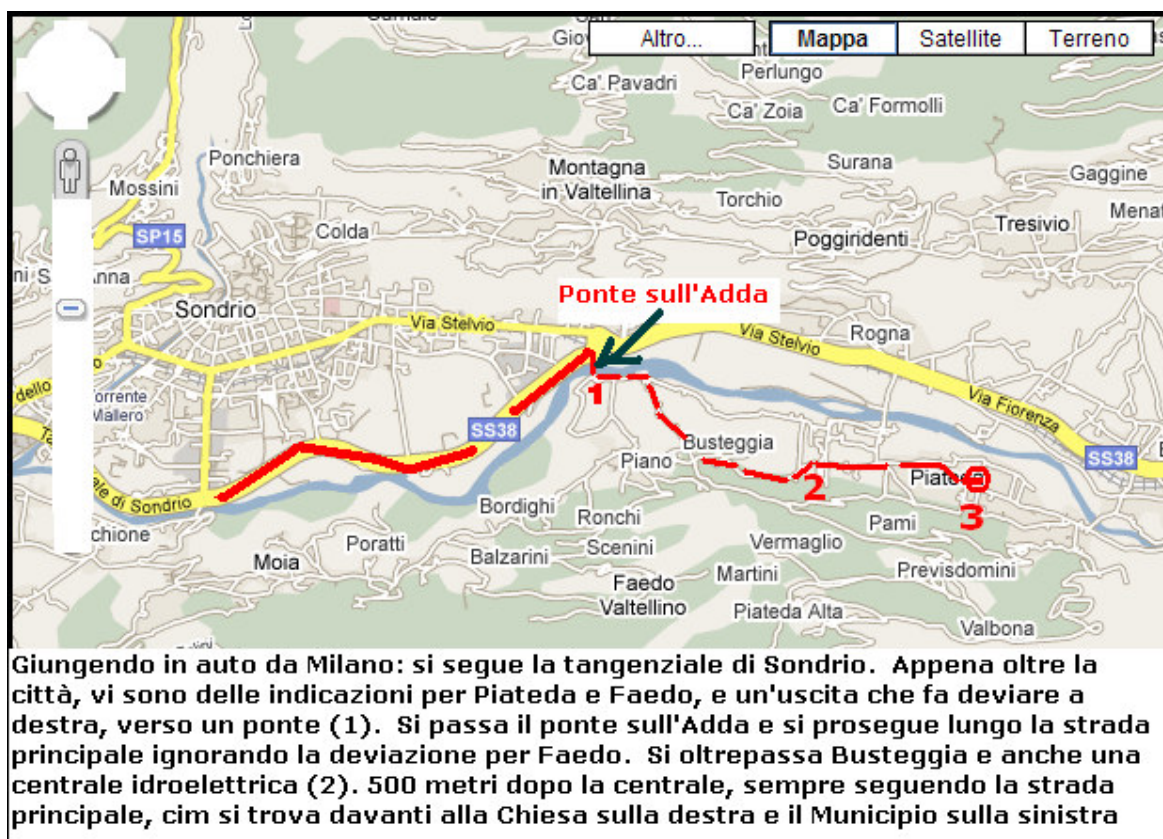 Altro...
Mappa
Satellite
Terreno
Perlungo
Ca' Pavadri
Ca' Zoia
Ca' Formolli
Ponchiera
Mossini
Montagna
in Valtellina
Surana
Gaggine
Torchio
Tresivio
SP15
Colda
Poggiridenti
Anna
Sondrio
Ponte sull'Adda
Via Stelvio
Via Stelvio
Rogna
dello
Torrente
Mallero
1
Via Fiorenza
SS38
Busteggia
SS38
Piano
2
Piateda
3
ale di Sondrio
Bordighi
Ronchi
Pami
chione
Moia
Poratti
Balzarini
Scenini
Vermaglio
Faedo
Valtellino
Martini
Previsdomini
Piateda Alta
Valbona
Giungendo in auto da Milano: si segue la tangenziale di Sondrio.  Appena oltre la
città, vi sono delle indicazioni per Piateda e Faedo, e un'uscita che fa deviare a
destra, verso un ponte (1).  Si passa il ponte sull'Adda e si prosegue lungo la strada
principale ignorando la deviazione per Faedo.  Si oltrepassa Busteggia e anche una
centrale idroelettrica (2). 500 metri dopo la centrale, sempre seguendo la strada
principale, cim si trova davanti alla Chiesa sulla destra e il Municipio sulla sinistra